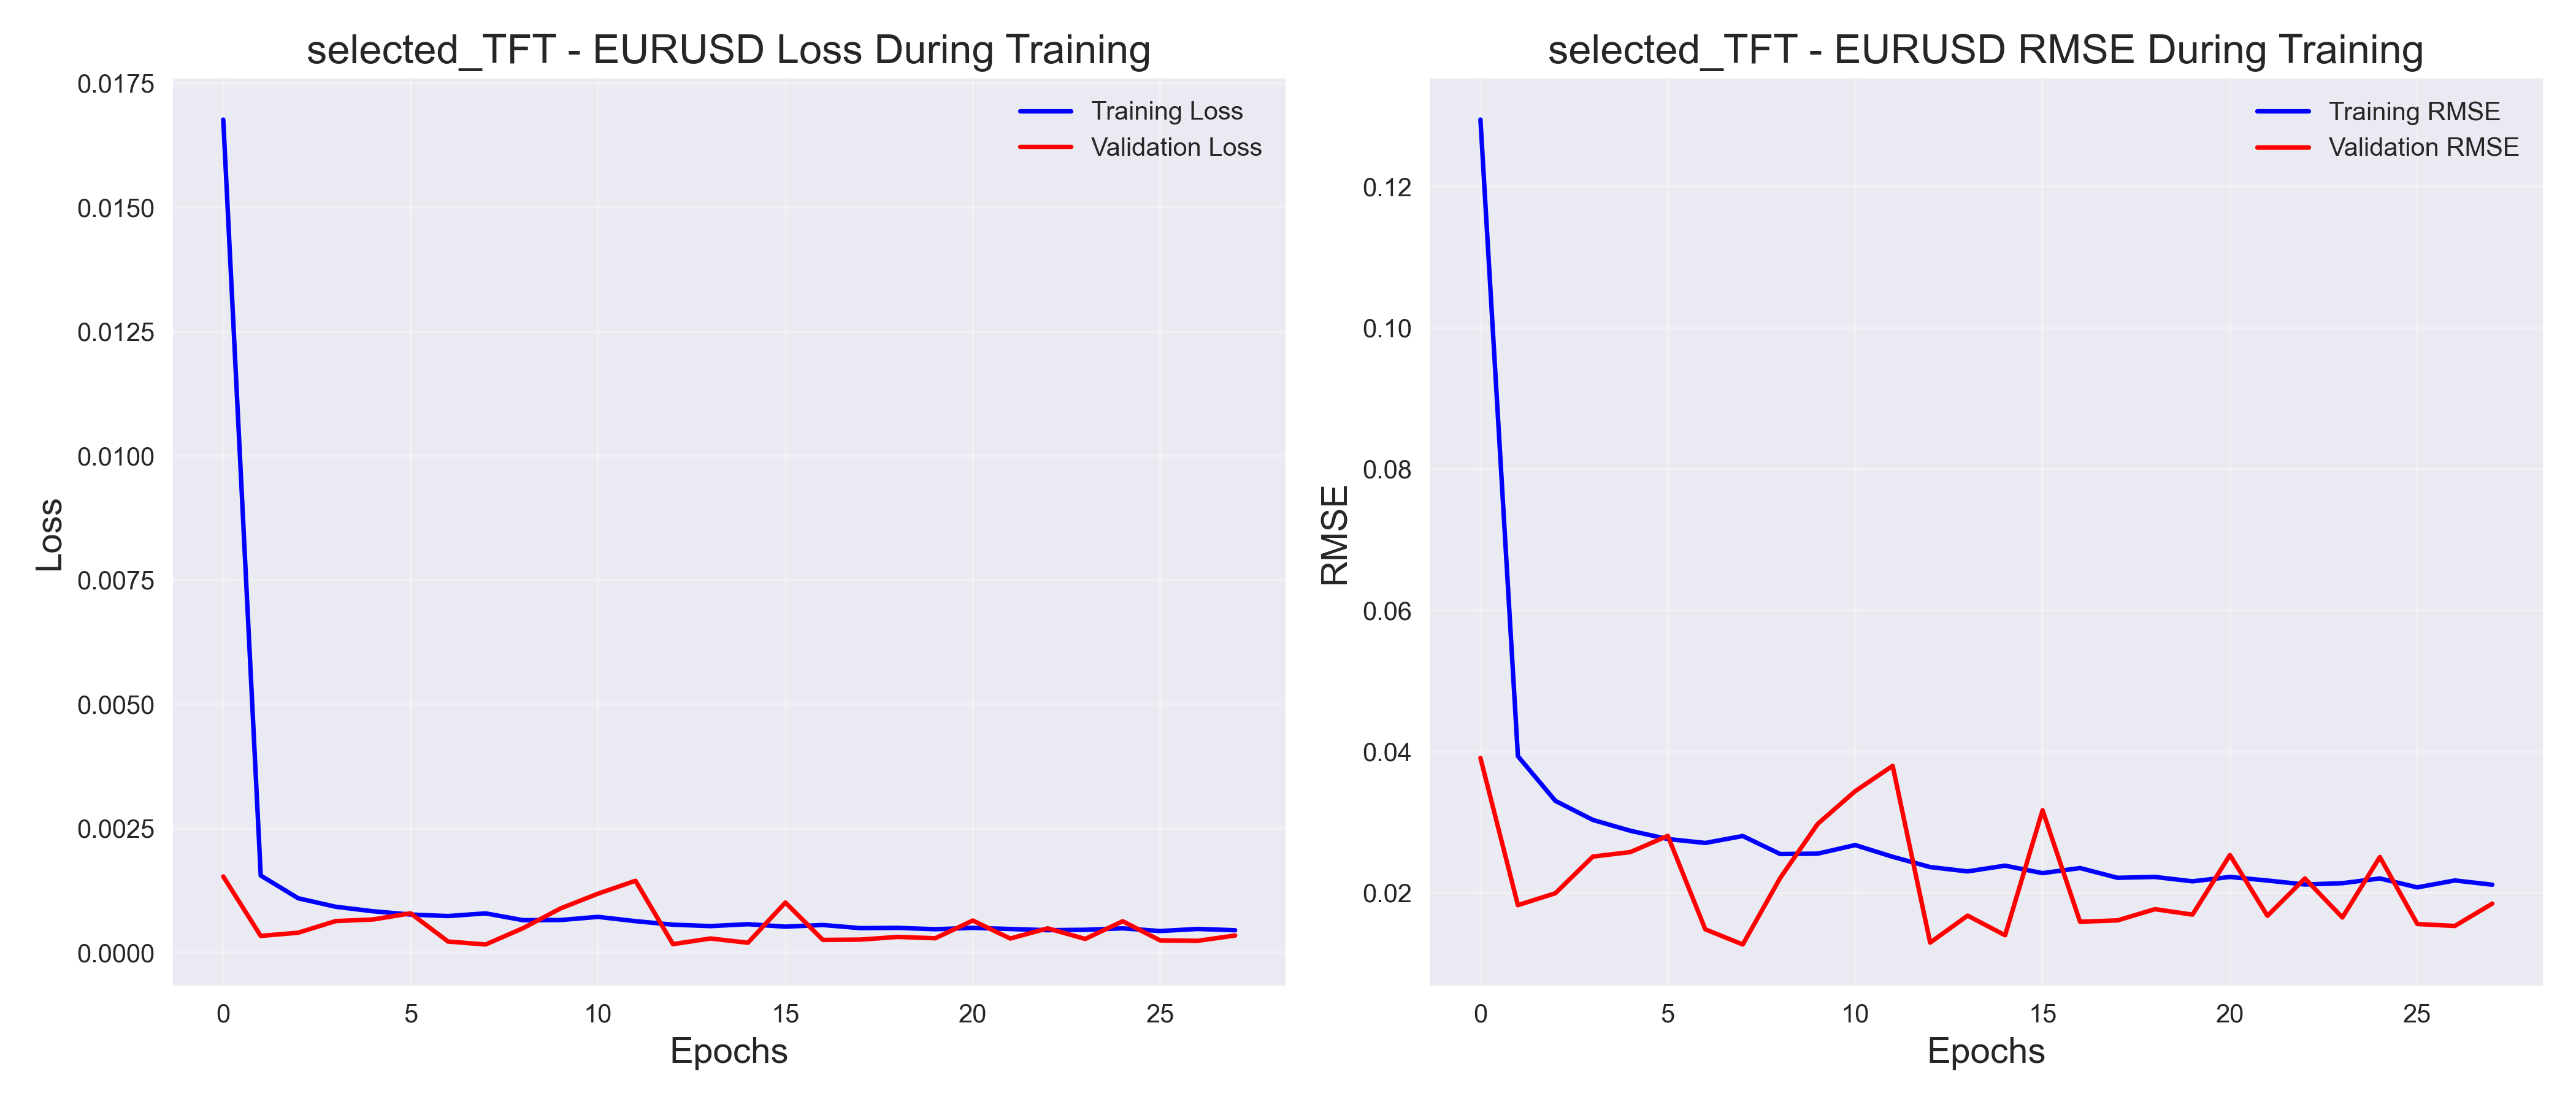 selected_TFT - EURUSD Loss During Training
0.0175
0.0150
0.0125
0.0100
0.0075
0.0050
0.0025
0.0000
Loss
Training Loss
Validation Loss
0
5
10
15
20
25
Epochs
selected_TFT - EURUSD RMSE During Training
0.12
0.10
0.08
0.06
0.04
0.02
RMSE
Training RMSE
Validation RMSE
0
5
10
15
20
25
Epochs